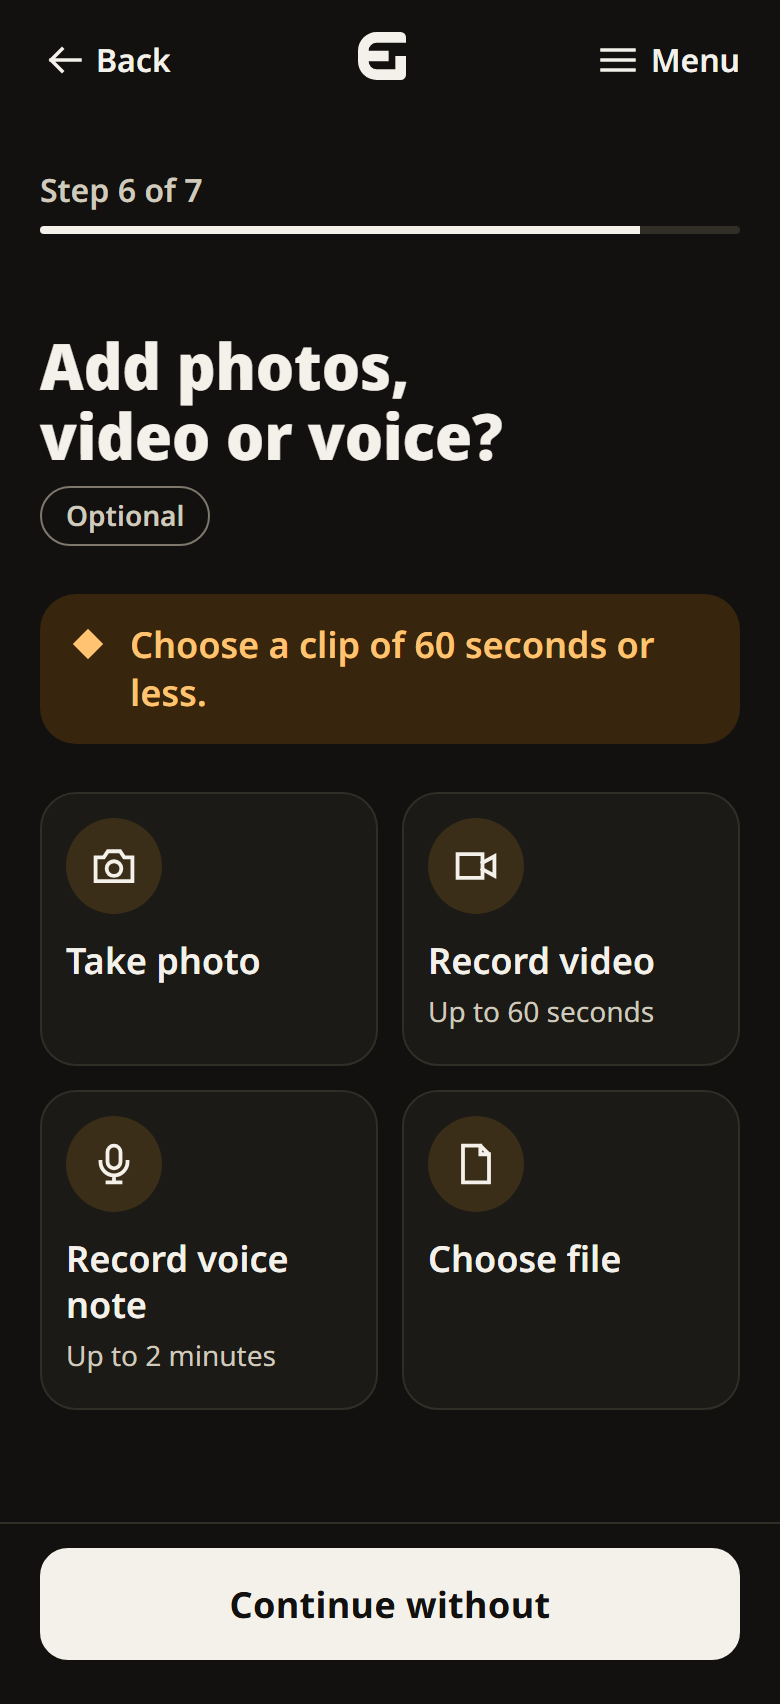 Back
Menu
Step 6 of 7
Add photos,
video or voice?
Optional
Choose a clip of 60 seconds or
less.
Take photo
Record video
Up to 60 seconds
Record voice
note
Up to 2 minutes
Choose file
Continue without